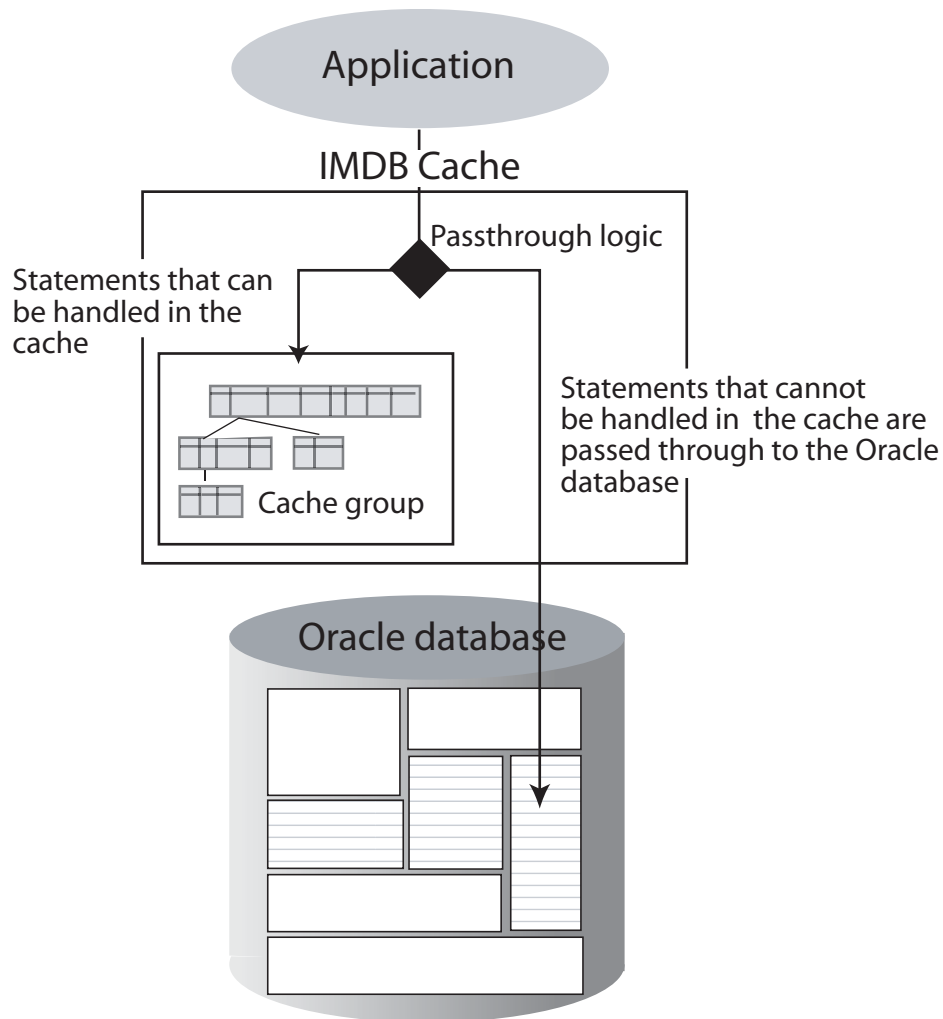 Application
IMDB Cache
Passthrough logic
Statements that can
be handled in the
cache
Statements that cannot
be handled in the cache are
passed through to the Oracle
database
Cache group
Oracle database